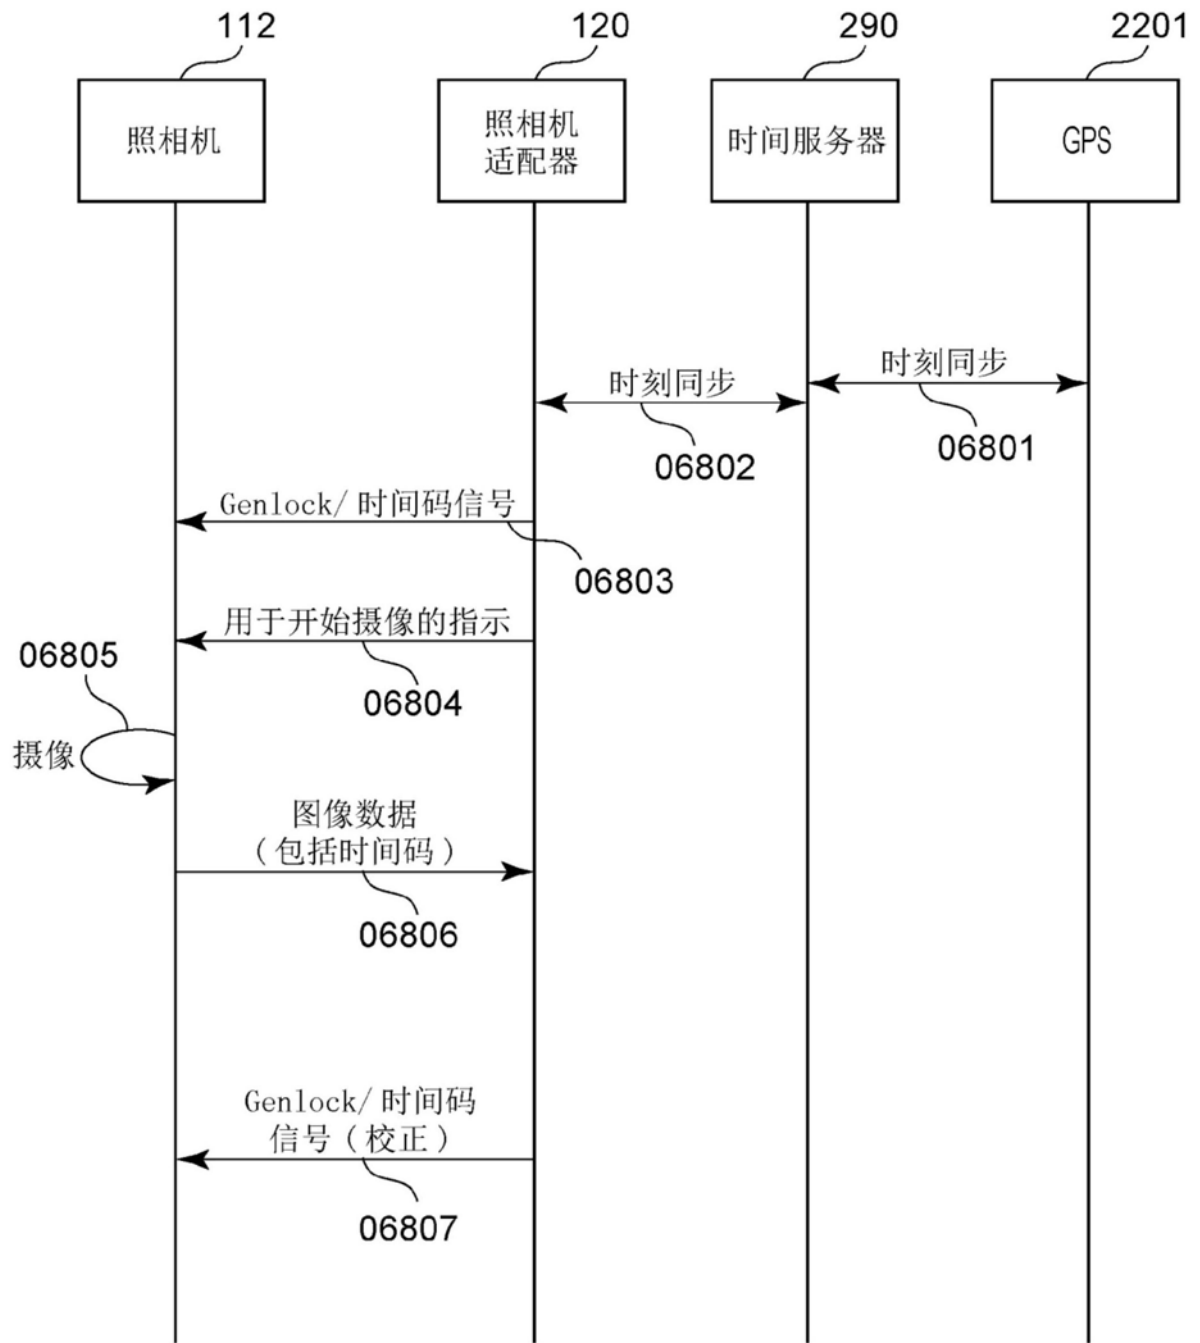 112
120
290
2201
照相机
照相机
适配器
时间服务器
GPS
时刻同步
06801
时刻同步
06802
Genlock/时间码信号
06803
用于开始摄像的指示
06804
06805
摄像
图像数据
（包括时间码）
06806
Genlock/时间码
信号（校正）
06807